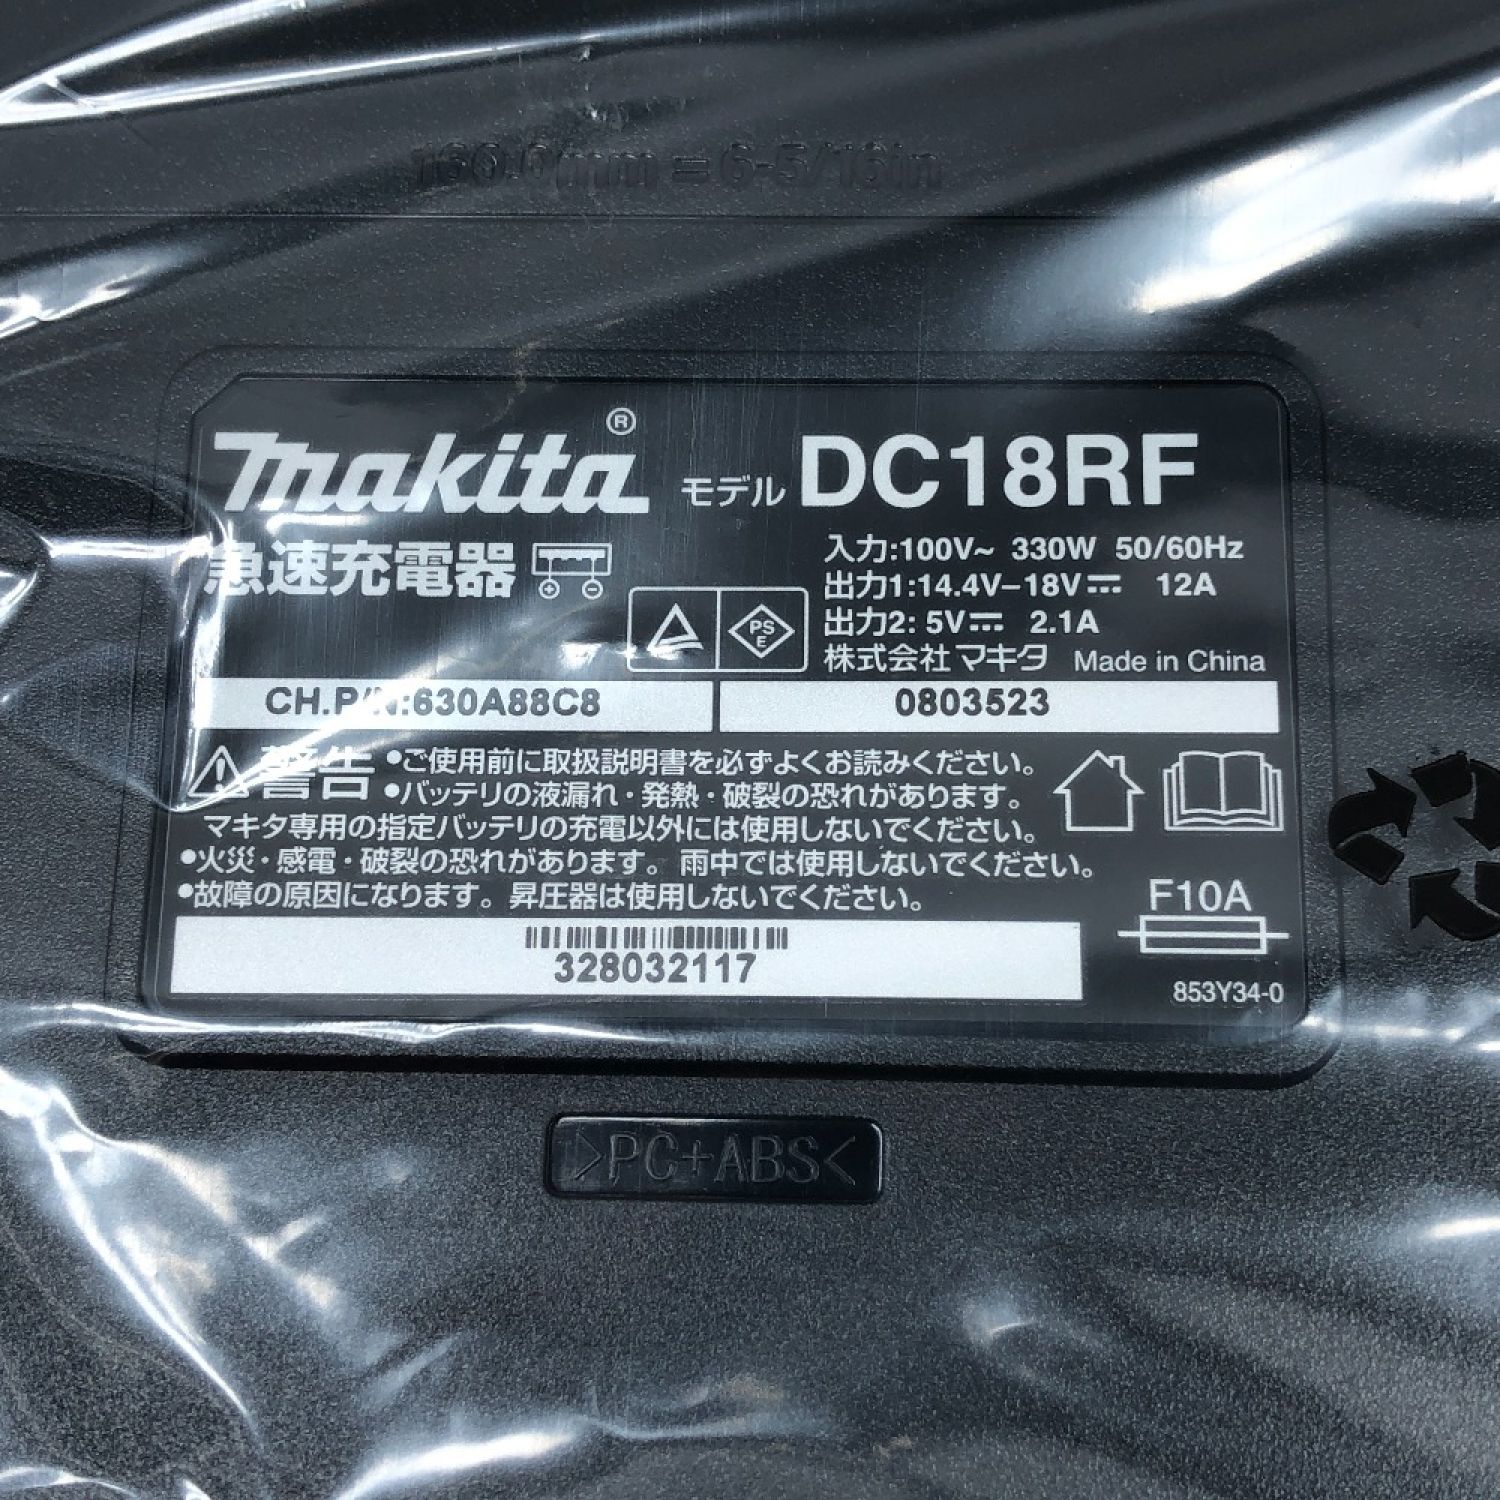 160.0mm = 6-5/16in
makita® モデル DC18RF
急速充電器
入力:100V~ 330W 50/60Hz
出力1:14.4V–18V⎓ 12A
出力2: 5V⎓ 2.1A
PS
E
株式会社 マキタ Made in China
CH.P/N:630A88C8 0803523
警告 •ご使用前に取扱説明書を必ずよくお読みください。
•バッテリの液漏れ・発熱・破裂の恐れがあります。
マキタ専用の指定バッテリの充電以外には使用しないでください。
•火災・感電・破裂の恐れがあります。雨中では使用しないでください。
•故障の原因になります。昇圧器は使用しないでください。
F10A
328032117
853Y34-0
>PC+ABS<